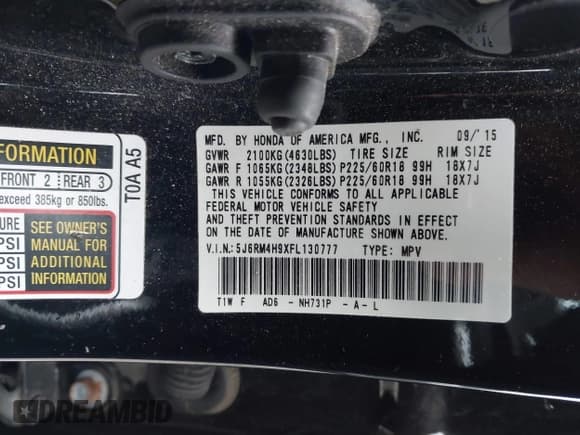 FORMATION
FRONT 2 REAR 3
exceed 385kg or 850lbs.
SEE OWNER'S
MANUAL FOR
ADDITIONAL
INFORMATION
URE
PSI
PSI
PSI
T0A A5
MFD. BY HONDA OF AMERICA MFG., INC. 09/'15
GVWR 2100KG(4630LBS) TIRE SIZE RIM SIZE
GAWR F 1065KG(2348LBS)P225/60R18 99H 18X7J
GAWR R 1055KG(2326LBS)P225/60R18 99H 18X7J
THIS VEHICLE CONFORMS TO ALL APPLICABLE
FEDERAL MOTOR VEHICLE SAFETY
AND THEFT PREVENTION STANDARDS IN EFFECT
ON THE DATE OF MANUFACTURE SHOWN ABOVE.
V.I.N.:5J6RM4H9XFL130777 TYPE: MPV
T1W F AD6 - NH731P - A - L
DREAMBID